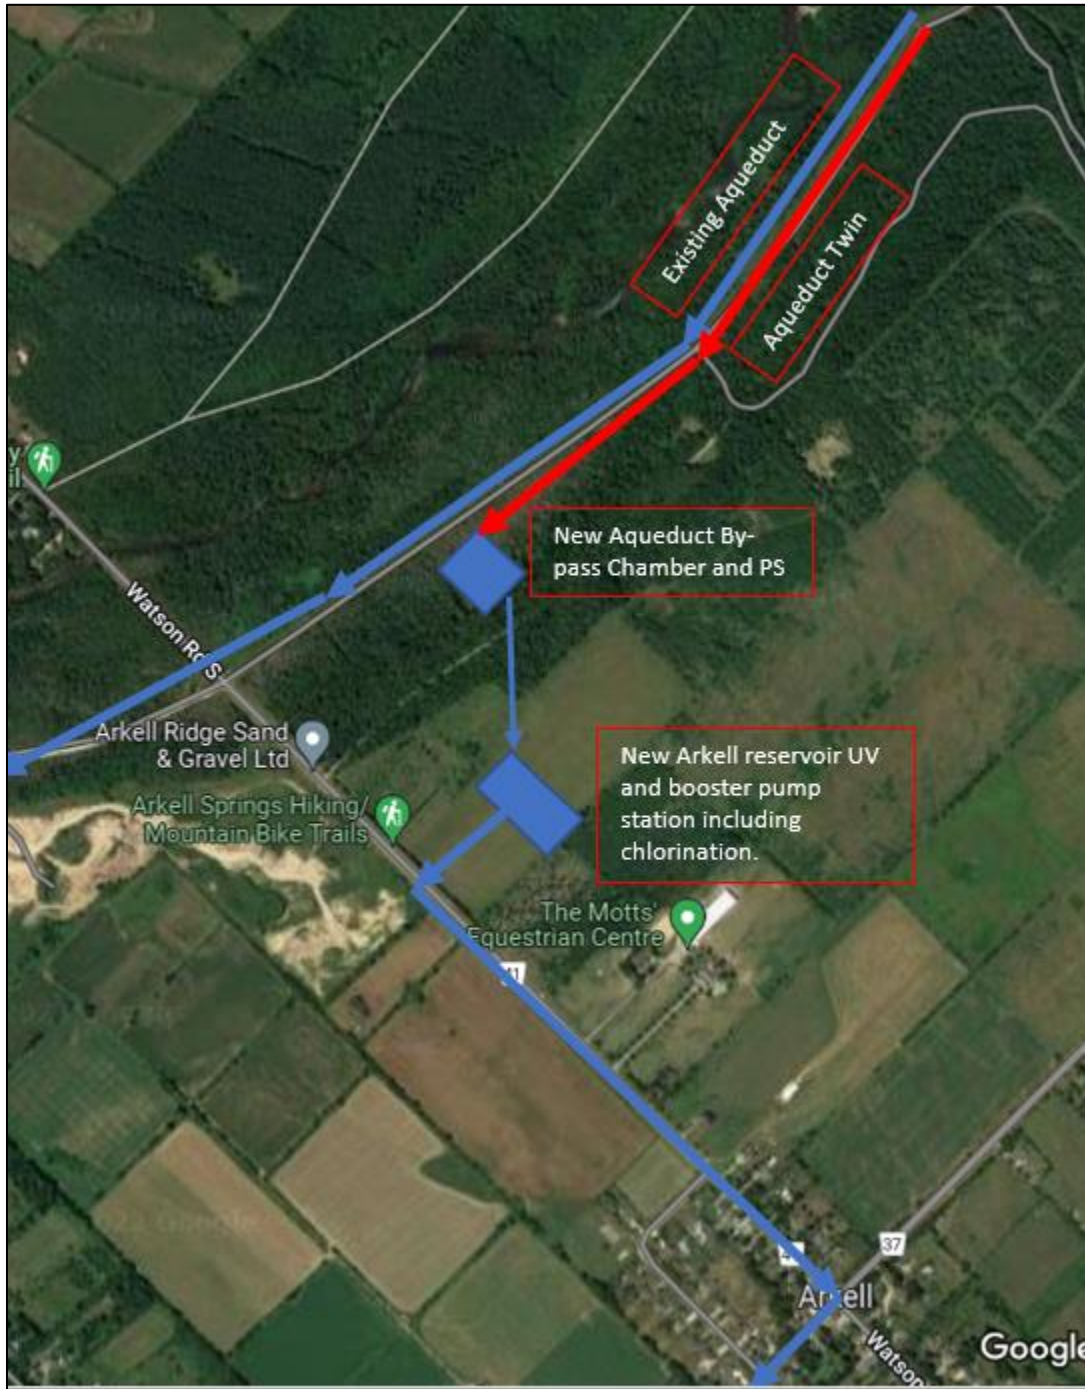 Existing Aqueduct
Aqueduct Twin
New Aqueduct By-
pass Chamber and PS
Watson Rd S
Arkell Ridge Sand
& Gravel Ltd
New Arkell reservoir UV
and booster pump
station including
chlorination.
Arkell Springs Hiking/
Mountain Bike Trails
The Motts'
Equestrian Centre
41
37
Arkell
Google